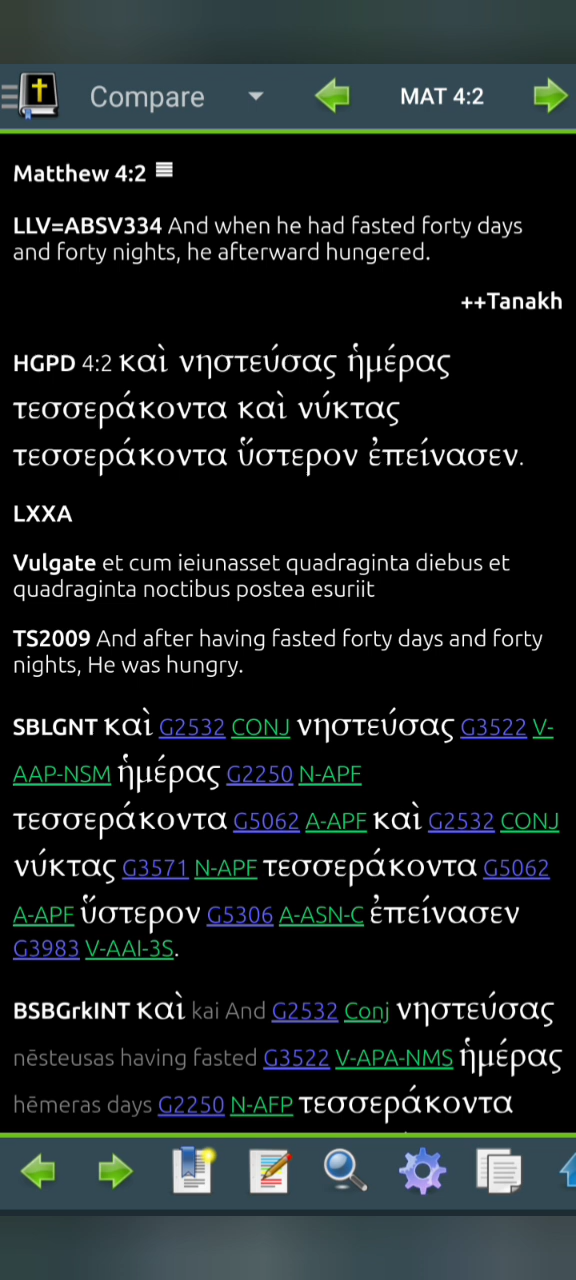 Compare
MAT 4:2
Matthew 4:2
LLV=ABSV334 And when he had fasted forty days
and forty nights, he afterward hungered.
++Tanakh
HGPD 4:2 καὶ νηστεύσας ἡμέρας
τεσσεράκοντα καὶ νύκτας
τεσσεράκοντα ὕστερον ἐπείνασεν.
LXXA
Vulgate et cum ieiunasset quadraginta diebus et
quadraginta noctibus postea esuriit
TS2009 And after having fasted forty days and forty
nights, He was hungry.
SBLGNT καὶ G2532 CONJ νηστεύσας G3522 V-
AAP-NSM ἡμέρας G2250 N-APF
τεσσεράκοντα G5062 A-APF καὶ G2532 CONJ
νύκτας G3571 N-APF τεσσεράκοντα G5062
A-APF ὕστερον G5306 A-ASN-C ἐπείνασεν
G3983 V-AAI-3S.
BSBGrkINT καὶ kai And G2532 Conj νηστεύσας
nēsteusas having fasted G3522 V-APA-NMS ἡμέρας
hēmeras days G2250 N-AFP τεσσεράκοντα